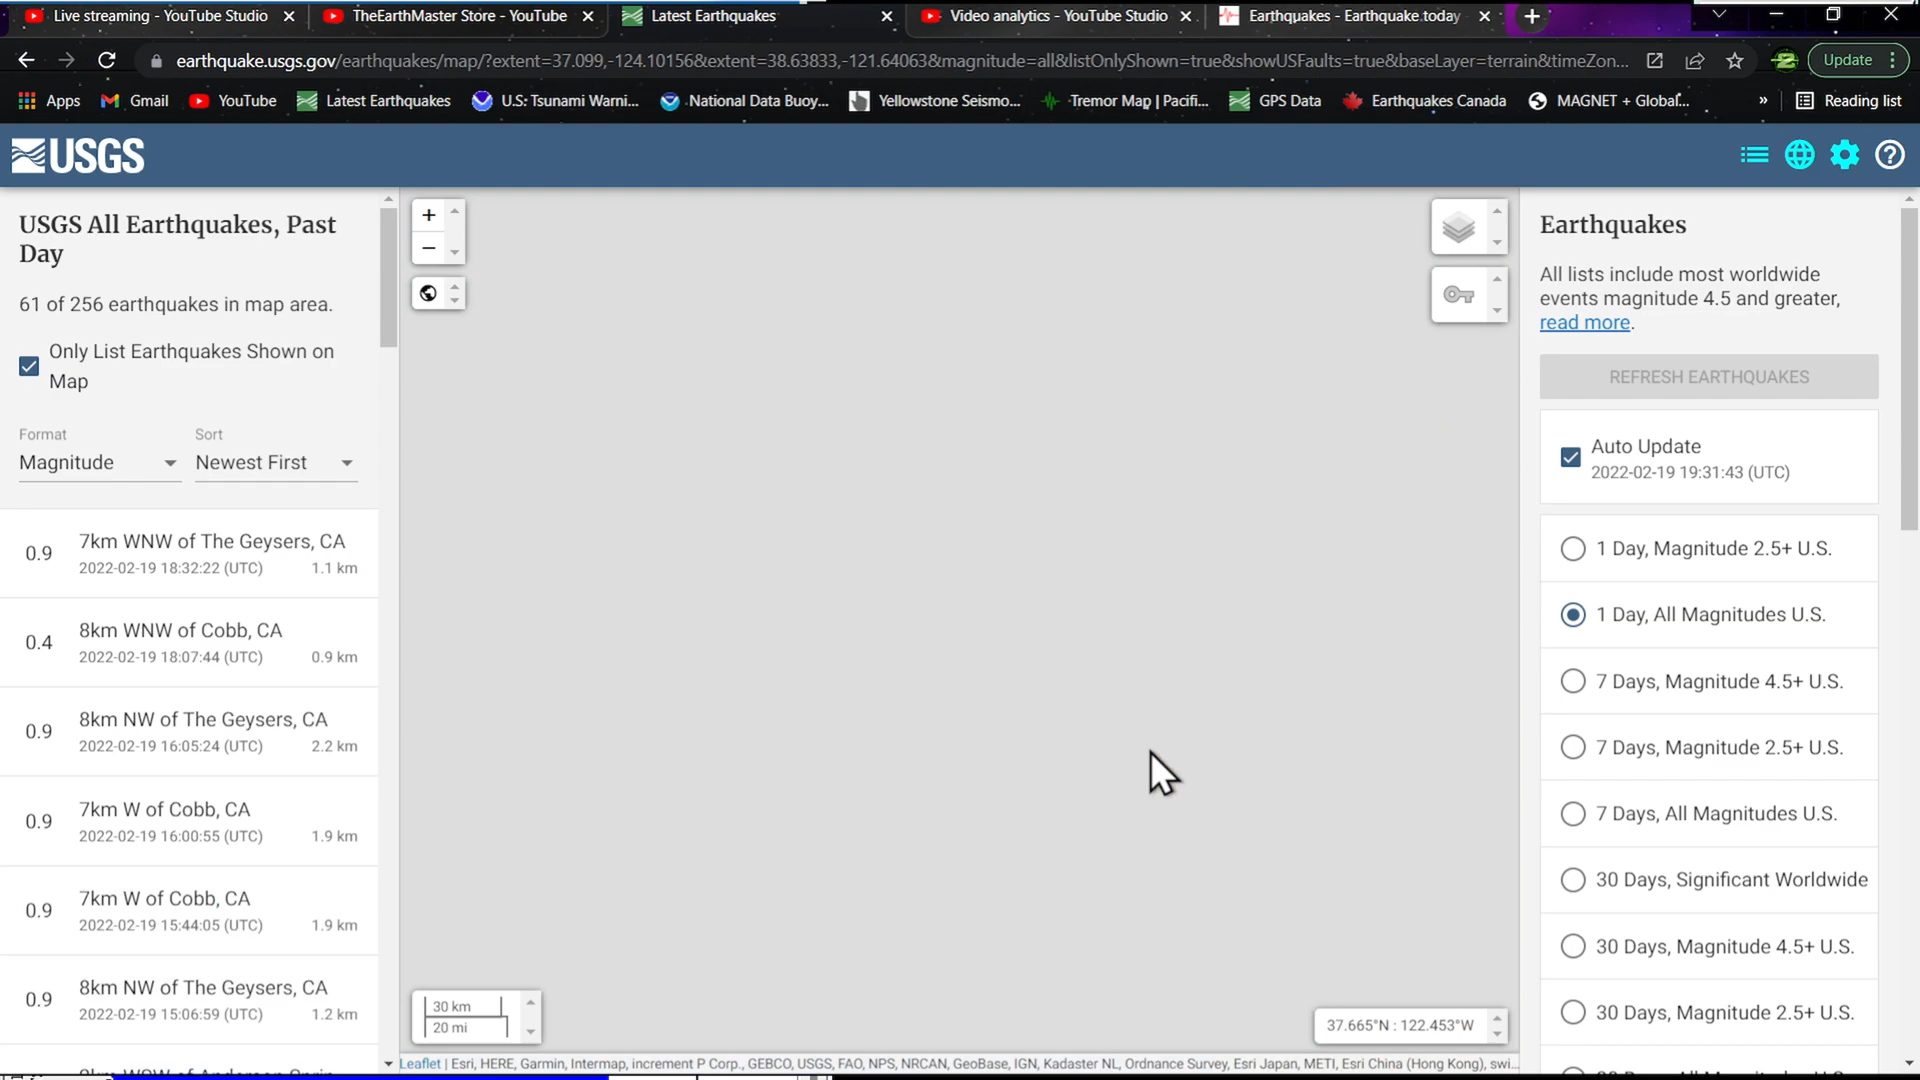 Live streaming - YouTube Studio
TheEarthMaster Store - YouTube
Latest Earthquakes
Video analytics - YouTube Studio
Earthquakes - Earthquake.today
earthquake.usgs.gov/earthquakes/map/?extent=37.099,-124.10156&extent=38.63833,-121.64063&magnitude=all&listOnlyShown=true&showUSFaults=true&baseLayer=terrain&timeZon...
Update
Apps
Gmail
YouTube
Latest Earthquakes
U.S. Tsunami Warni...
National Data Buoy...
Yellowstone Seismo...
Tremor Map | Pacifi...
GPS Data
Earthquakes Canada
MAGNET + Global...
»
Reading list
USGS
USGS All Earthquakes, Past
Day
61 of 256 earthquakes in map area.
Only List Earthquakes Shown on
Map
Format
Sort
Magnitude
Newest First
0.9
7km WNW of The Geysers, CA
2022-02-19 18:32:22 (UTC)
1.1 km
0.4
8km WNW of Cobb, CA
2022-02-19 18:07:44 (UTC)
0.9 km
0.9
8km NW of The Geysers, CA
2022-02-19 16:05:24 (UTC)
2.2 km
0.9
7km W of Cobb, CA
2022-02-19 16:00:55 (UTC)
1.9 km
0.9
7km W of Cobb, CA
2022-02-19 15:44:05 (UTC)
1.9 km
0.9
8km NW of The Geysers, CA
2022-02-19 15:06:59 (UTC)
1.2 km
+
−
30 km
20 mi
37.665°N : 122.453°W
Leaflet | Esri, HERE, Garmin, Intermap, increment P Corp., GEBCO, USGS, FAO, NPS, NRCAN, GeoBase, IGN, Kadaster NL, Ordnance Survey, Esri Japan, METI, Esri China (Hong Kong), swi...
Earthquakes
All lists include most worldwide
events magnitude 4.5 and greater,
read more.
REFRESH EARTHQUAKES
Auto Update
2022-02-19 19:31:43 (UTC)
1 Day, Magnitude 2.5+ U.S.
1 Day, All Magnitudes U.S.
7 Days, Magnitude 4.5+ U.S.
7 Days, Magnitude 2.5+ U.S.
7 Days, All Magnitudes U.S.
30 Days, Significant Worldwide
30 Days, Magnitude 4.5+ U.S.
30 Days, Magnitude 2.5+ U.S.